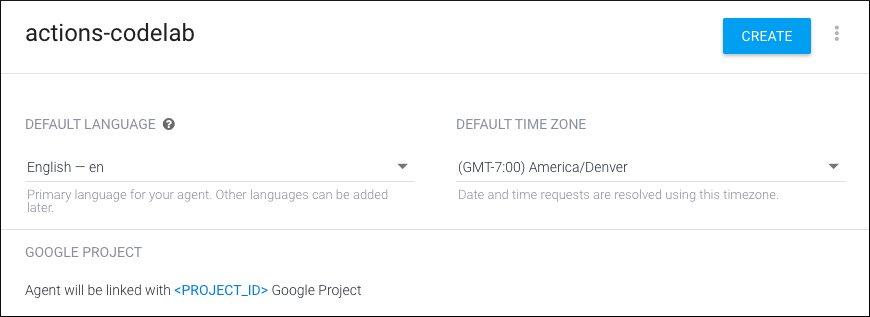 actions-codelab
CREATE
DEFAULT LANGUAGE ?
DEFAULT TIME ZONE
English — en
(GMT-7:00) America/Denver
Primary language for your agent. Other languages can be added
later.
Date and time requests are resolved using this timezone.
GOOGLE PROJECT
Agent will be linked with <PROJECT_ID> Google Project